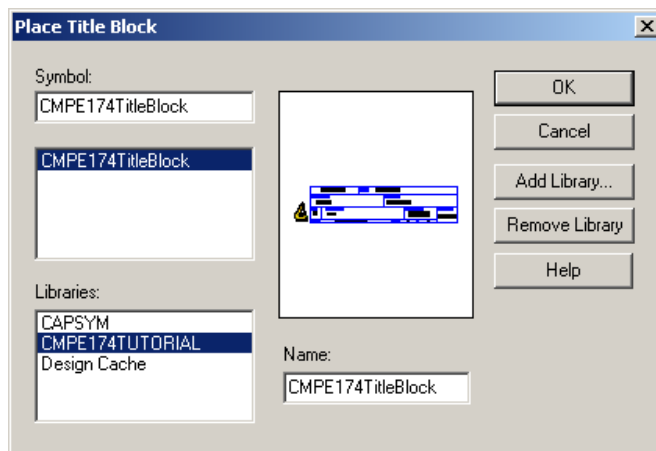 Place Title Block
Symbol:
CMPE174TitleBlock
CMPE174TitleBlock
Libraries:
CAPSYM
CMPE174TUTORIAL
Design Cache
Name:
CMPE174TitleBlock
OK
Cancel
Add Library...
Remove Library
Help